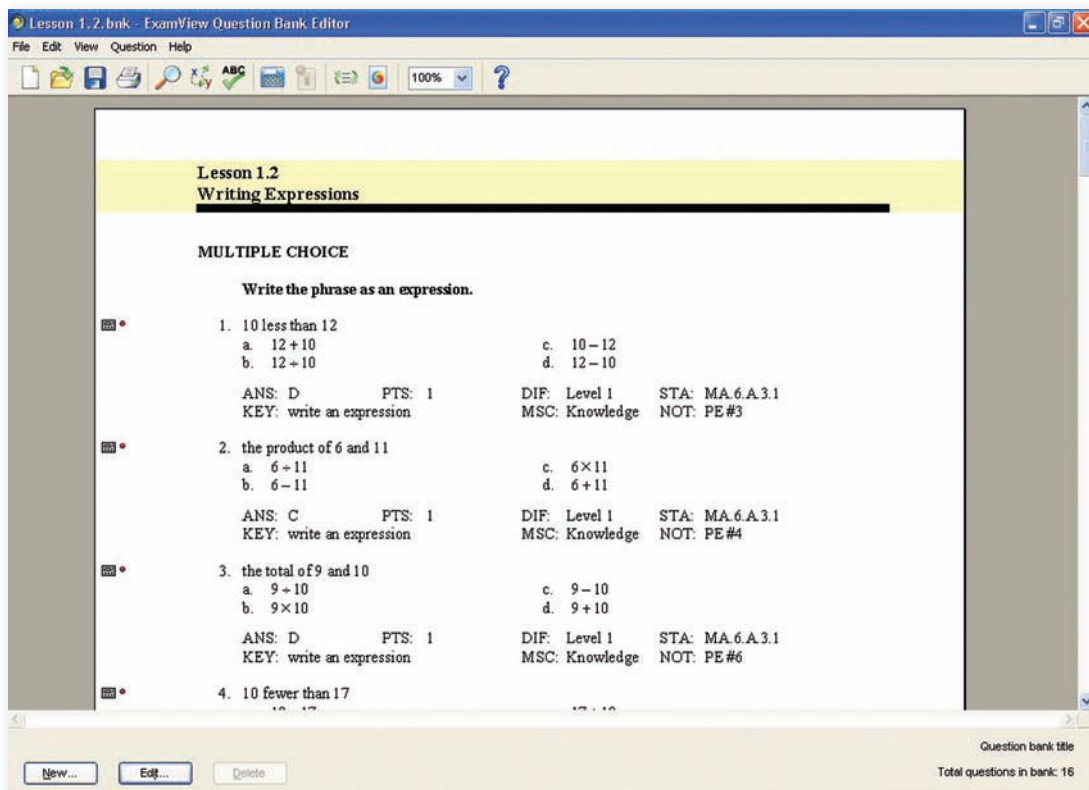 Lesson 1.2.bnk - ExamView Question Bank Editor
File Edit View Question Help
ABC 100% ?
Lesson 1.2
Writing Expressions
MULTIPLE CHOICE
Write the phrase as an expression.
1. 10 less than 12
a. 12 + 10 c. 10 – 12
b. 12 ÷ 10 d. 12 – 10
ANS: D PTS: 1 DIF: Level 1 STA: MA.6.A.3.1
KEY: write an expression MSC: Knowledge NOT: PE#3
2. the product of 6 and 11
a. 6 ÷ 11 c. 6 × 11
b. 6 – 11 d. 6 + 11
ANS: C PTS: 1 DIF: Level 1 STA: MA.6.A.3.1
KEY: write an expression MSC: Knowledge NOT: PE#4
3. the total of 9 and 10
a. 9 ÷ 10 c. 9 – 10
b. 9 × 10 d. 9 + 10
ANS: D PTS: 1 DIF: Level 1 STA: MA.6.A.3.1
KEY: write an expression MSC: Knowledge NOT: PE#6
4. 10 fewer than 17
Question bank title
New... Edit... Delete Total questions in bank: 16